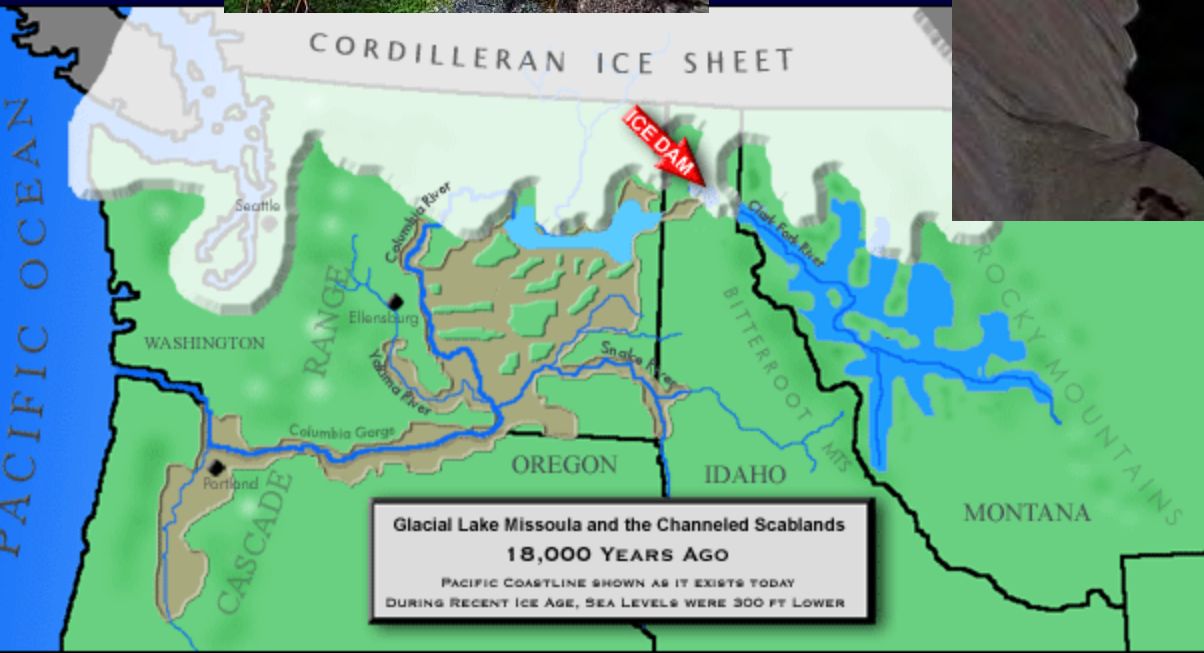 CORDILLERAN ICE SHEET
PACIFIC OCEAN
ICE DAM
Seattle
Columbia River
Clark Fork River
ROCKY MOUNTAINS
RANGE
Ellensburg
WASHINGTON
BITTERROOT MTS
Yakima River
Snake River
Columbia Gorge
OREGON
IDAHO
Portland
CASCADE
MONTANA
Glacial Lake Missoula and the Channeled Scablands
18,000 Years Ago
Pacific Coastline shown as it exists today
During Recent Ice Age, Sea Levels were 300 ft Lower